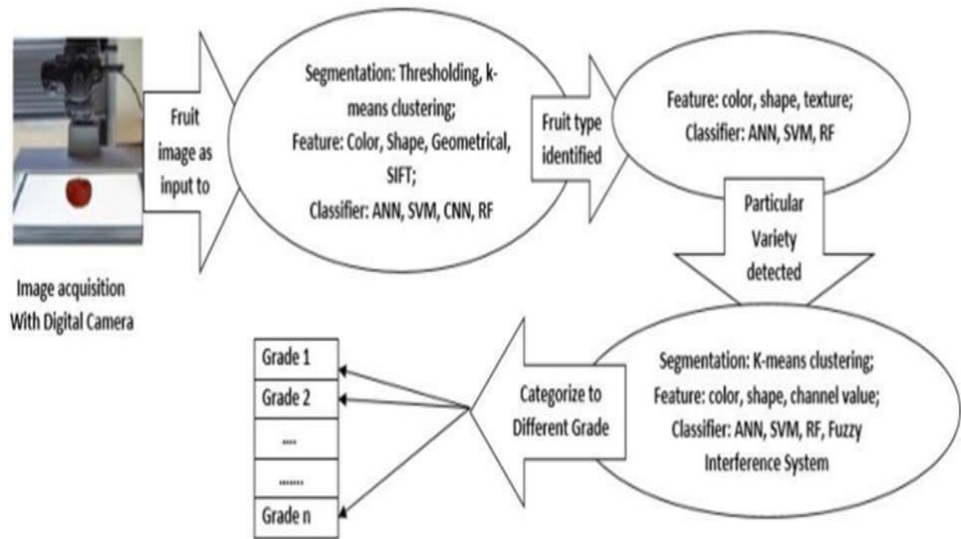 Image acquisition
With Digital Camera
Fruit
image as
input to
Segmentation: Thresholding, k-
means clustering;
Feature: Color, Shape, Geometrical,
SIFT;
Classifier: ANN, SVM, CNN, RF
Fruit type
identified
Feature: color, shape, texture;
Classifier: ANN, SVM, RF
Particular
Variety
detected
Segmentation: K-means clustering;
Feature: color, shape, channel value;
Classifier: ANN, SVM, RF, Fuzzy
Interference System
Categorize to
Different Grade
Grade 1
Grade 2
....
.......
Grade n